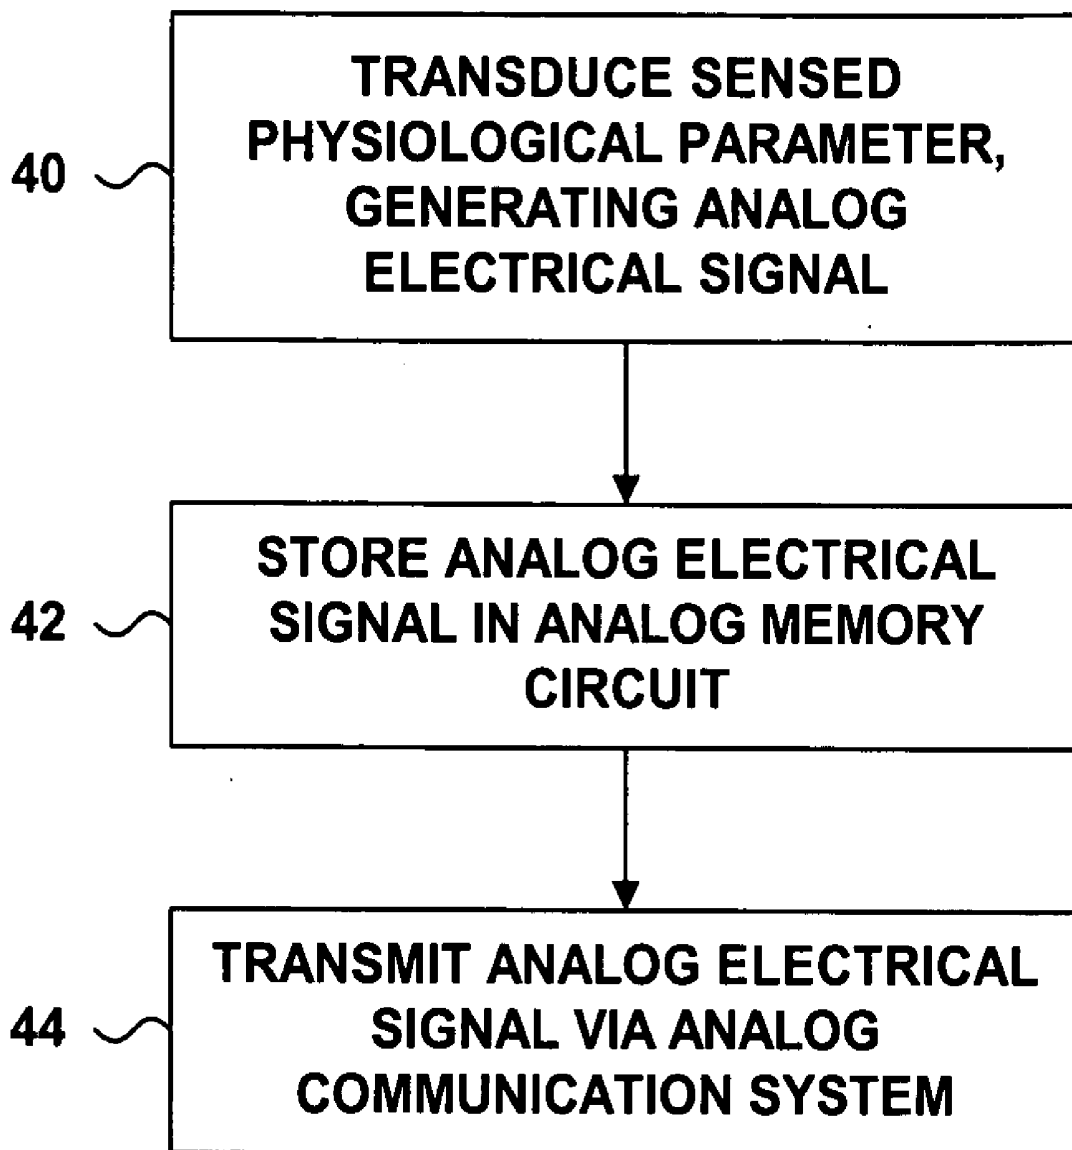 TRANSDUCE SENSED
PHYSIOLOGICAL PARAMETER,
GENERATING ANALOG
ELECTRICAL SIGNAL
40
STORE ANALOG ELECTRICAL
SIGNAL IN ANALOG MEMORY
CIRCUIT
42
TRANSMIT ANALOG ELECTRICAL
SIGNAL VIA ANALOG
COMMUNICATION SYSTEM
44